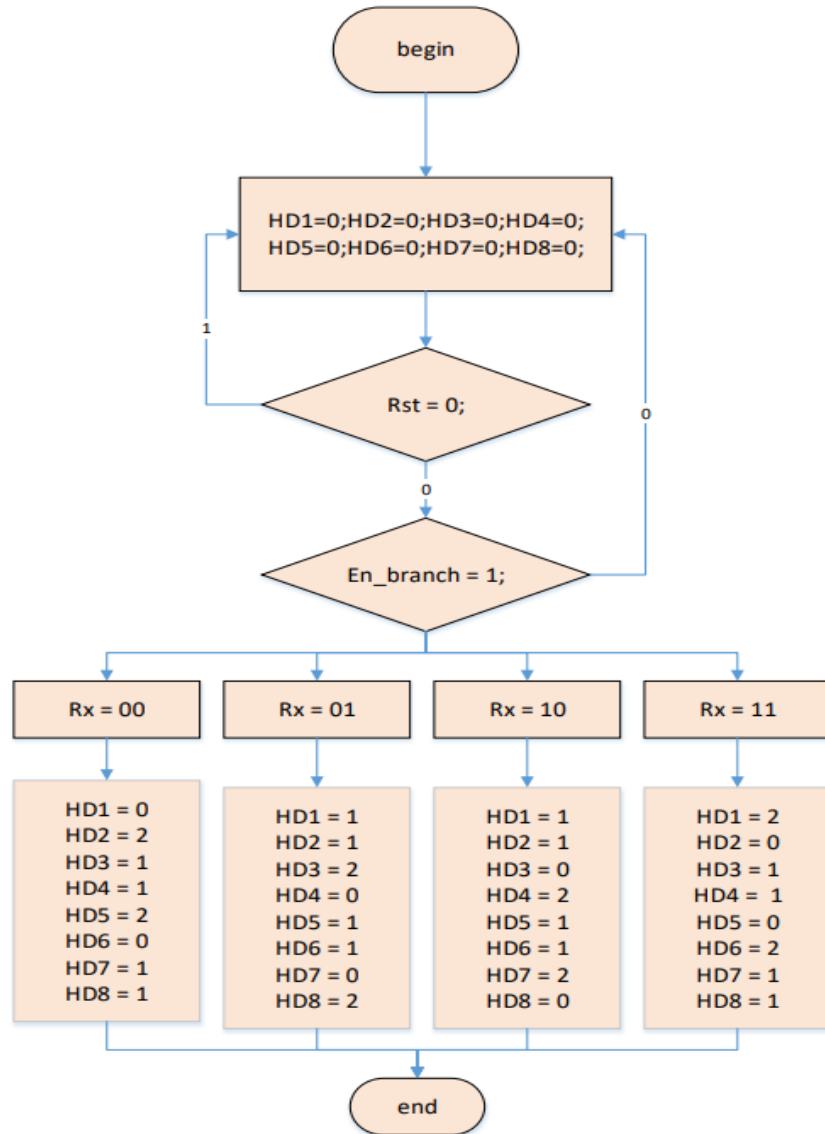 begin
HD1=0;HD2=0;HD3=0;HD4=0;
HD5=0;HD6=0;HD7=0;HD8=0;
1
Rst = 0;
0
0
En_branch = 1;
Rx = 00
Rx = 01
Rx = 10
Rx = 11
HD1 = 0
HD2 = 2
HD3 = 1
HD4 = 1
HD5 = 2
HD6 = 0
HD7 = 1
HD8 = 1
HD1 = 1
HD2 = 1
HD3 = 2
HD4 = 0
HD5 = 1
HD6 = 1
HD7 = 0
HD8 = 2
HD1 = 1
HD2 = 1
HD3 = 0
HD4 = 2
HD5 = 1
HD6 = 1
HD7 = 2
HD8 = 0
HD1 = 2
HD2 = 0
HD3 = 1
HD4 =  1
HD5 = 0
HD6 = 2
HD7 = 1
HD8 = 1
end